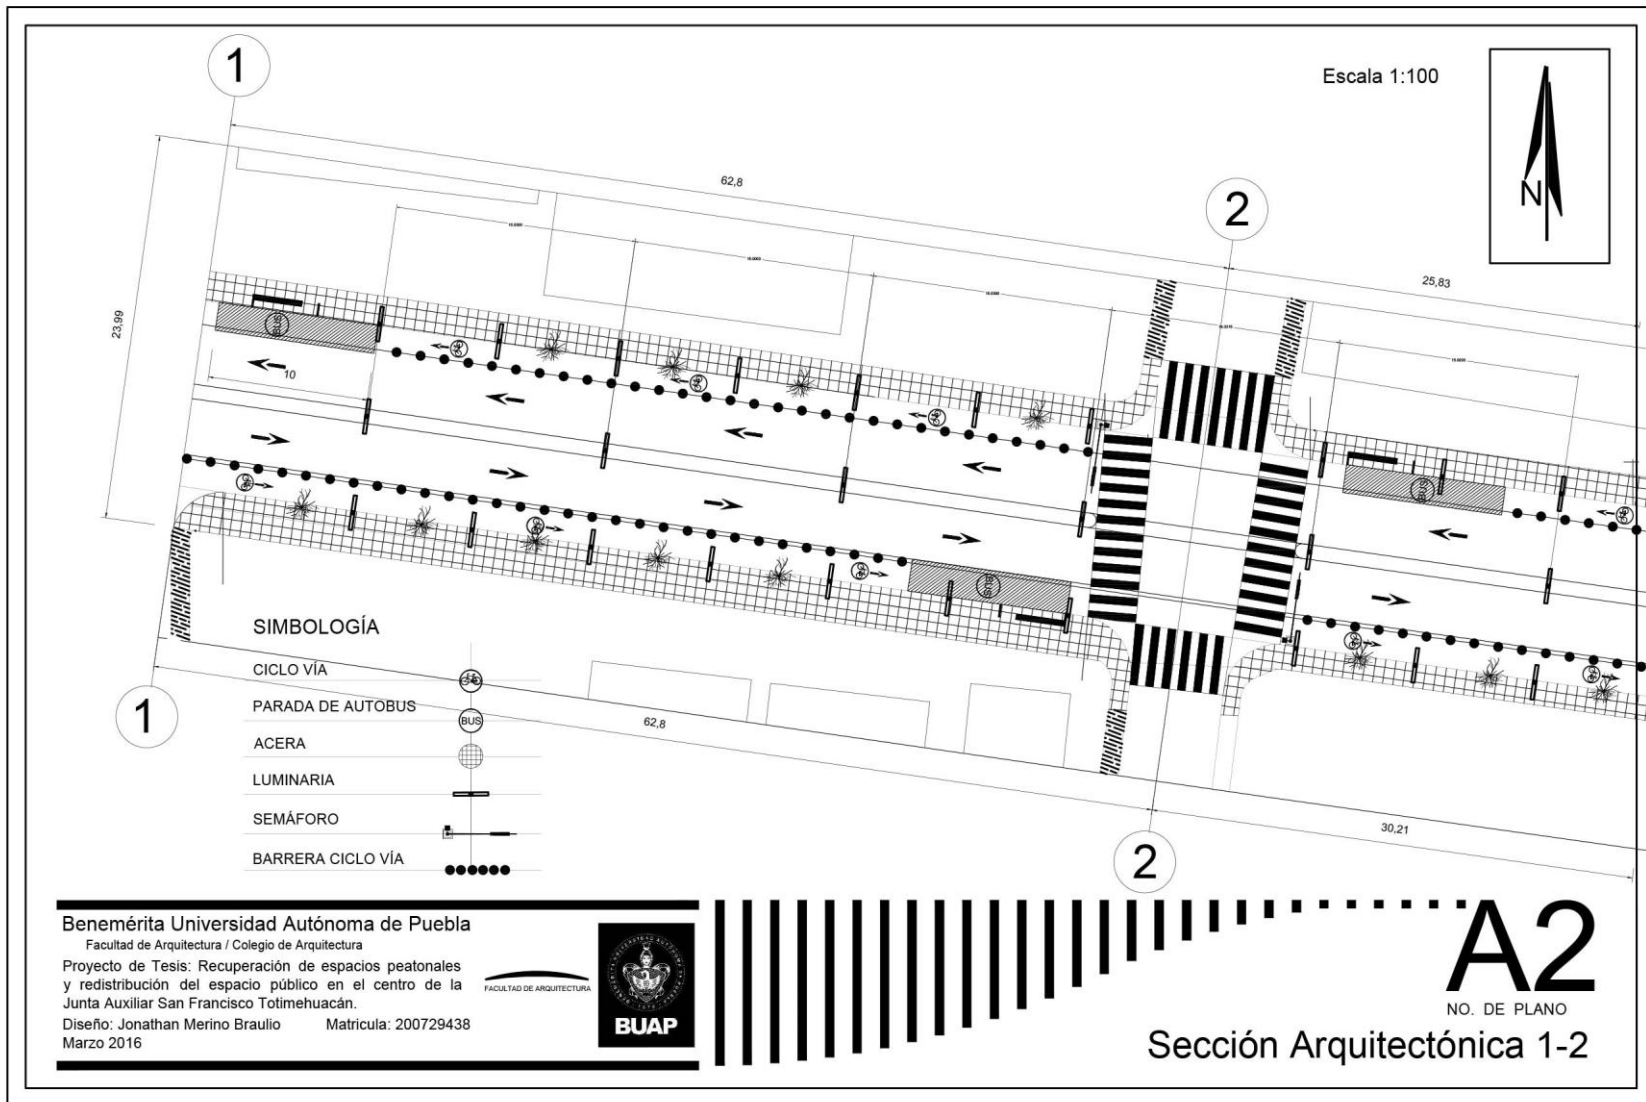 1
Escala 1:100
N
62,8
2
25,83
23,99
BUS
10
BUS
BUS
SIMBOLOGÍA
CICLO VÍA
PARADA DE AUTOBUS
BUS
ACERA
LUMINARIA
SEMÁFORO
BARRERA CICLO VÍA
1
62,8
30,21
2
Benemérita Universidad Autónoma de Puebla
Facultad de Arquitectura / Colegio de Arquitectura
Proyecto de Tesis: Recuperación de espacios peatonales
y redistribución del espacio público en el centro de la
Junta Auxiliar San Francisco Totimehuacán.
Diseño: Jonathan Merino Braulio Matricula: 200729438
Marzo 2016
FACULTAD DE ARQUITECTURA
BUAP
A2
NO. DE PLANO
Sección Arquitectónica 1-2